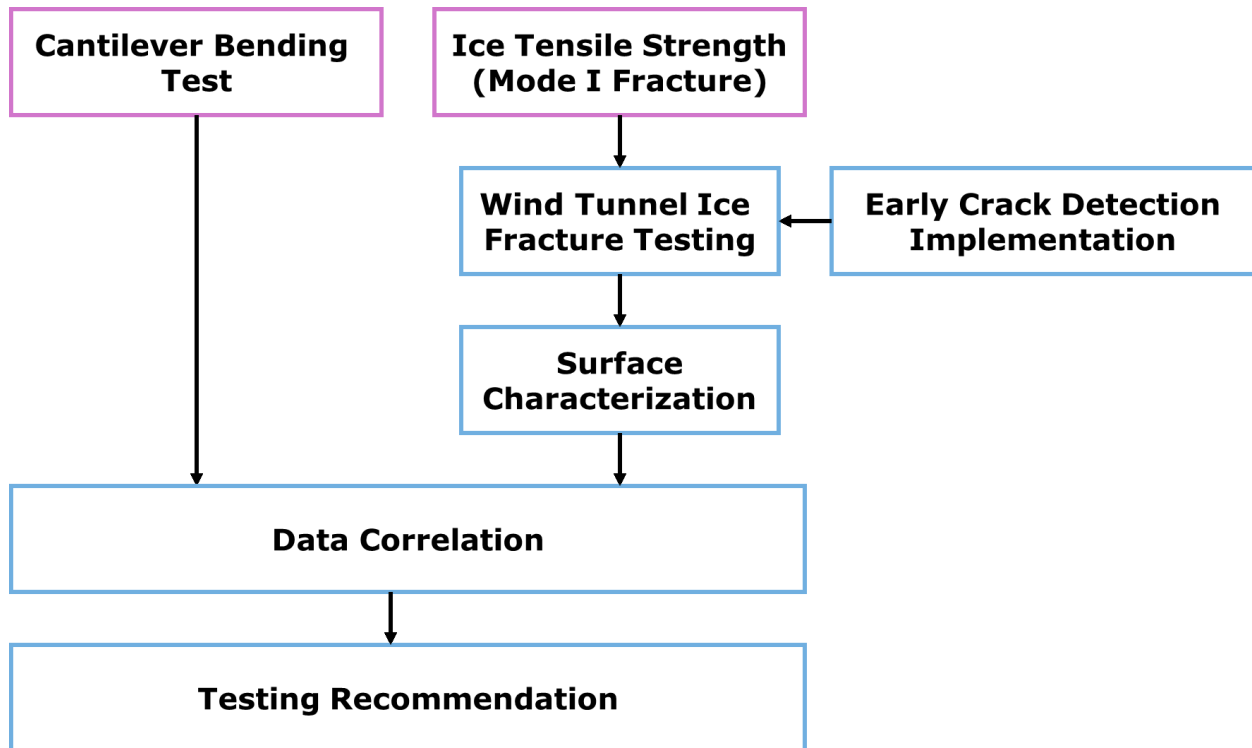 Cantilever Bending
Test
Ice Tensile Strength
(Mode I Fracture)
Wind Tunnel Ice
Fracture Testing
Early Crack Detection
Implementation
Surface
Characterization
Data Correlation
Testing Recommendation